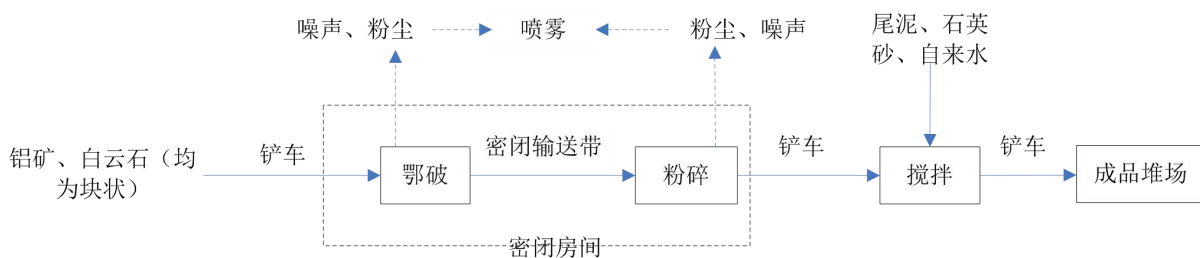 噪声、粉尘
喷雾
粉尘、噪声
尾泥、石英
砂、自来水
铝矿、白云石（均
为块状）
铲车
鄂破
密闭输送带
粉碎
铲车
搅拌
铲车
成品堆场
密闭房间